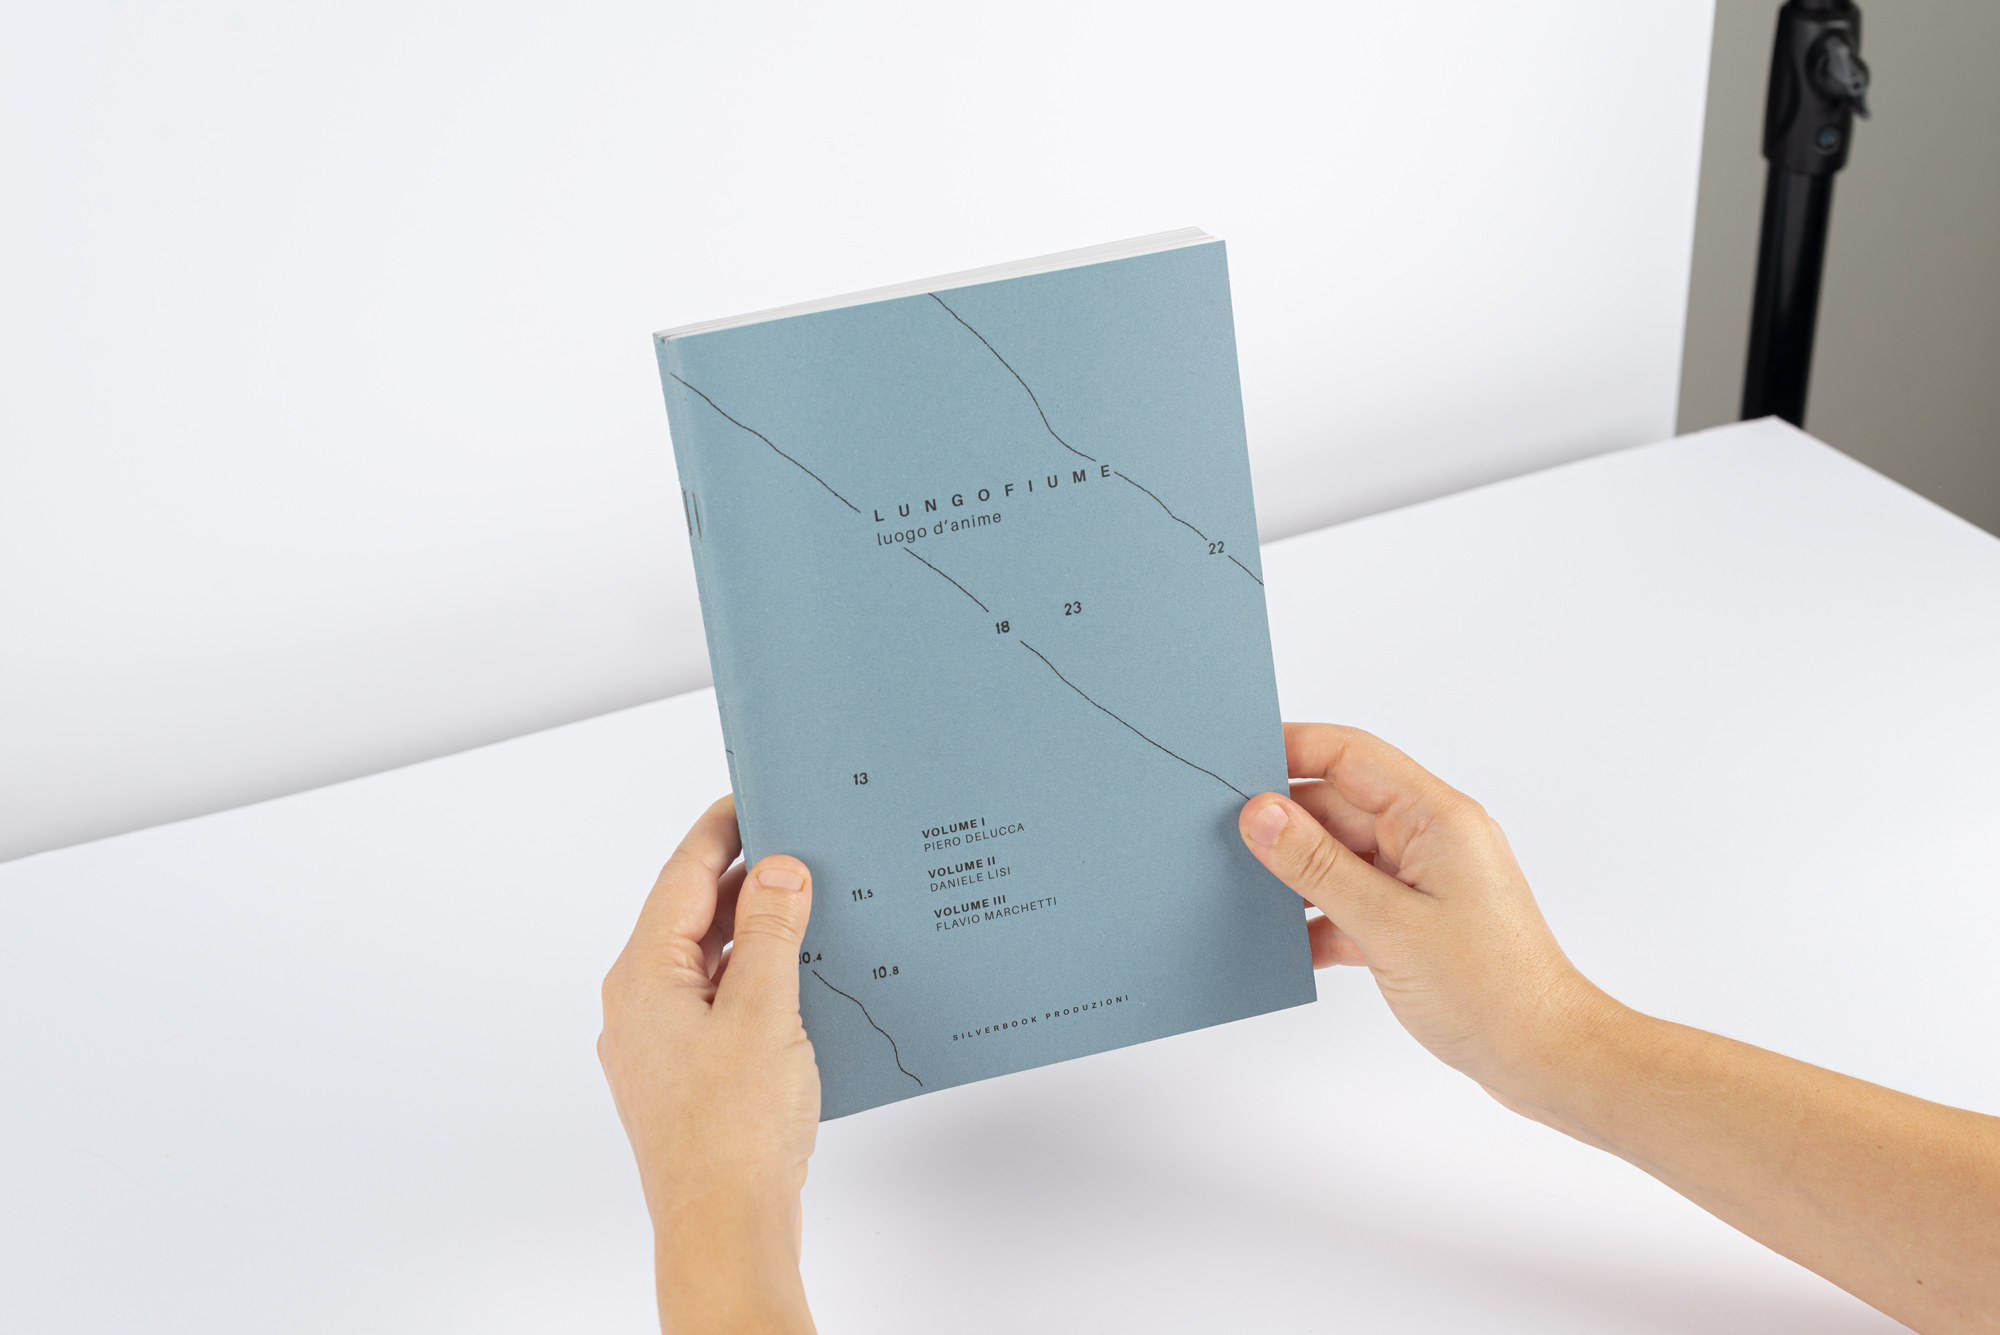 LUNGOFIUME
luogo d'anime
22
23
18
13
VOLUME I
PIERO DELUCCA
VOLUME II
DANIELE LISI
VOLUME III
FLAVIO MARCHETTI
11.5
10.4
10.8
SILVERBOOK PRODUZIONI